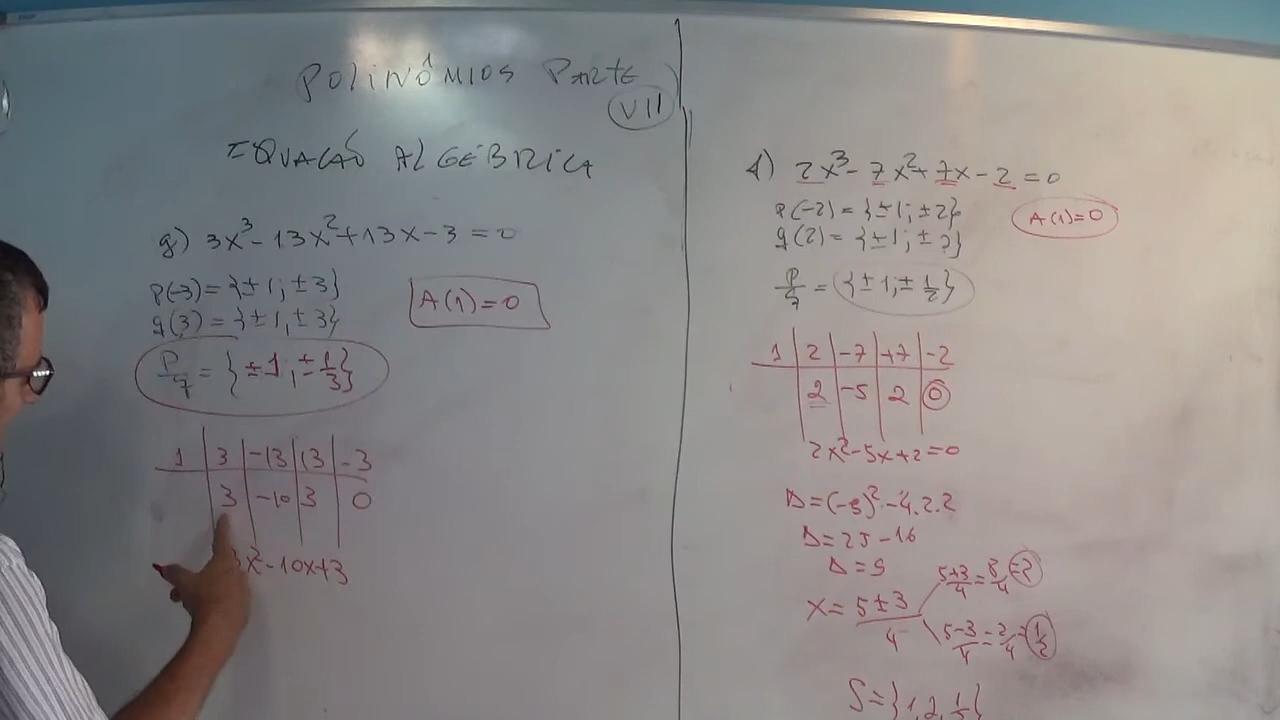 POLINÔMIOS PARTE
VII
EQUAÇÃO ALGÉBRICA
g) 3x³ - 13x² + 13x - 3 = 0
p(-3) = {±1; ±3}
q(3) = {±1, ±3}
A(1) = 0
p/q = {±1; ±1/3}
1 | 3 | -13 | 13 | -3
3 | -10 | 3 | 0
3x² - 10x + 3
f) 2x³ - 7x² + 7x - 2 = 0
p(-2) = {±1; ±2}
q(2) = {±1; ±2}
A(1) = 0
p/q = {±1; ±1/2}
1 | 2 | -7 | +7 | -2
2 | -5 | 2 | 0
2x² - 5x + 2 = 0
Δ = (-5)² - 4.2.2
Δ = 25 - 16
Δ = 9
x = 5 ± 3 / 4
5+3/4 = 8/4 = 2
5-3/4 = 2/4 = 1/2
S = {1, 2, 1/2}